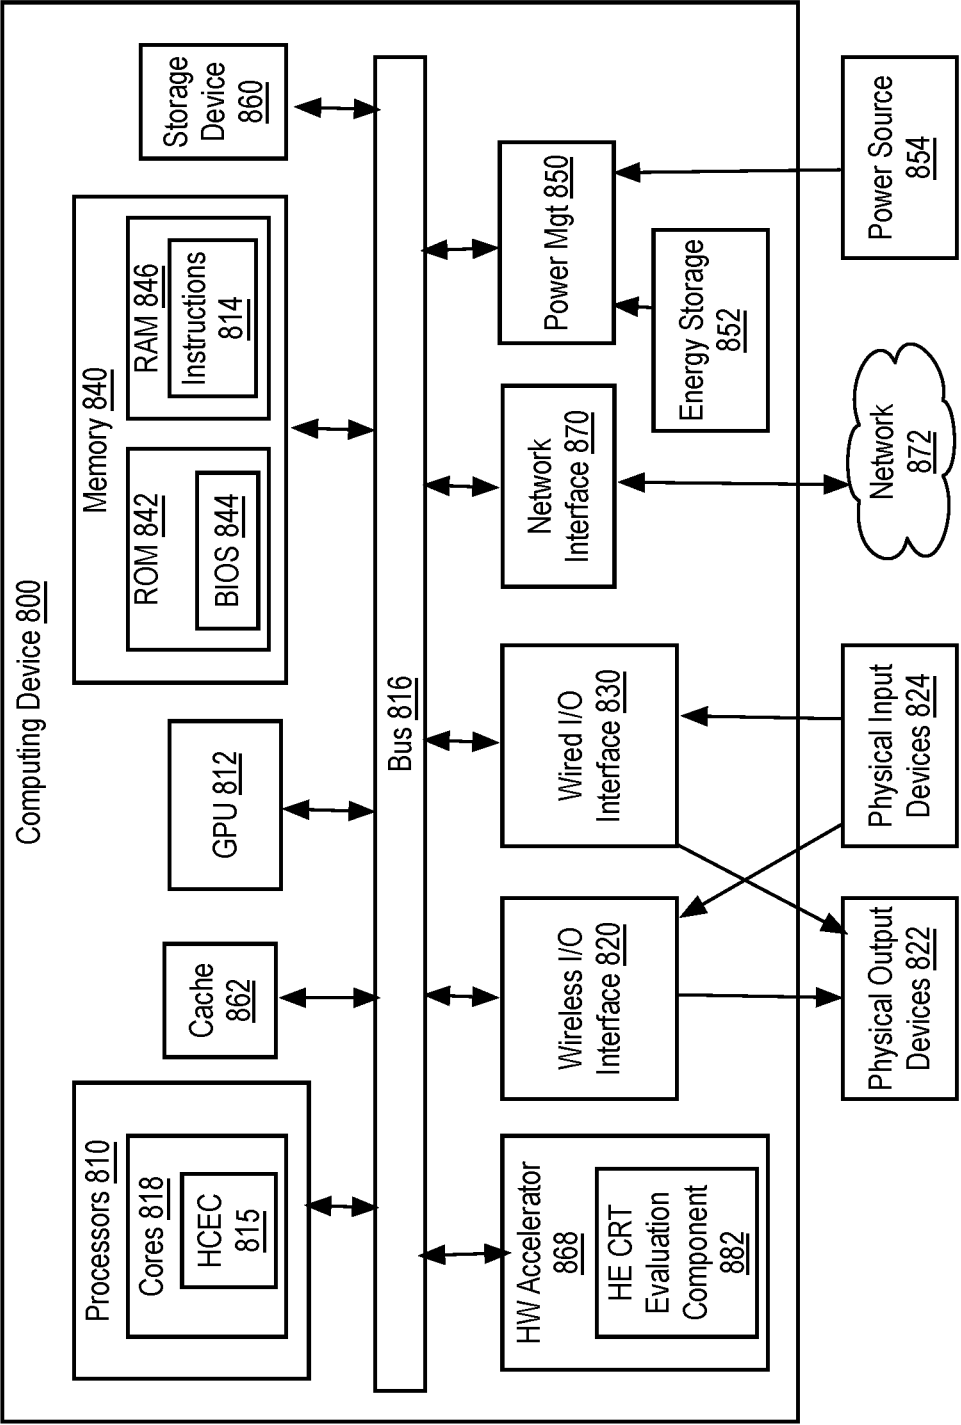 Computing Device 800
Processors 810
Cores 818
HCEC
815
Cache
862
GPU 812
Memory 840
ROM 842
BIOS 844
RAM 846
Instructions
814
Storage
Device
860
Bus 816
HW Accelerator
868
HE CRT
Evaluation
Component
882
Wireless I/O
Interface 820
Wired I/O
Interface 830
Network
Interface 870
Power Mgt 850
Energy Storage
852
Physical Output
Devices 822
Physical Input
Devices 824
Network
872
Power Source
854